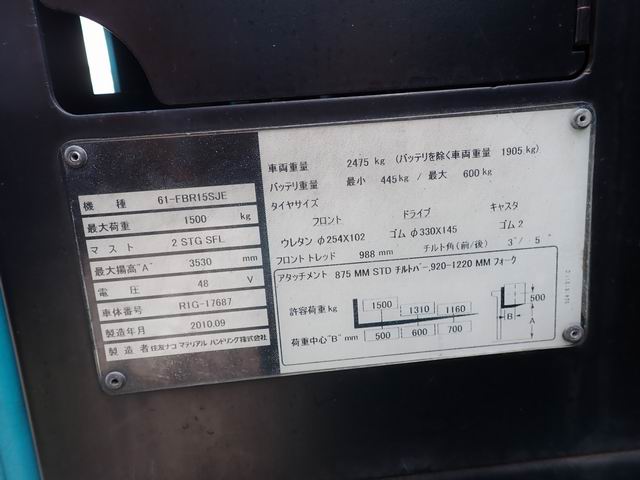 機種 61-FBR15SJE
最大荷重 1500 kg
マスト 2 STG SFL
最大揚高"A" 3530 mm
電圧 48 V
車体番号 R1G-17687
製造年月 2010.09
製造者 住友ナコ マテリアル ハンドリング株式会社
車両重量 2475 kg (バッテリを除く車両重量 1905 kg)
バッテリ重量 最小 445 kg / 最大 600 kg
タイヤサイズ
フロント ドライブ キャスタ
ウレタン φ254X102 ゴム φ330X145 ゴム 2
フロント トレッド 988 mm チルト角(前/後) 3°/ 5°
アタッチメント 875 MM STD チルトバー,920-1220 MM フォーク
許容荷重 kg 1500 1310 1160
荷重中心"B" mm 500 600 700
500
B
A